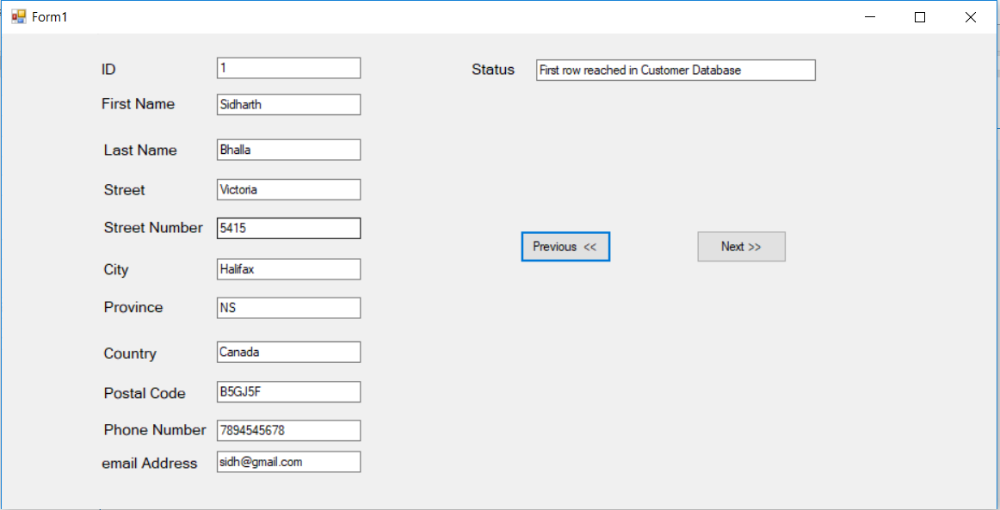 Form1
ID 1
Status First row reached in Customer Database
First Name Sidharth
Last Name Bhalla
Street Victoria
Street Number 5415
Previous << Next >>
City Halifax
Province NS
Country Canada
Postal Code B5GJ5F
Phone Number 7894545678
email Address sidh@gmail.com